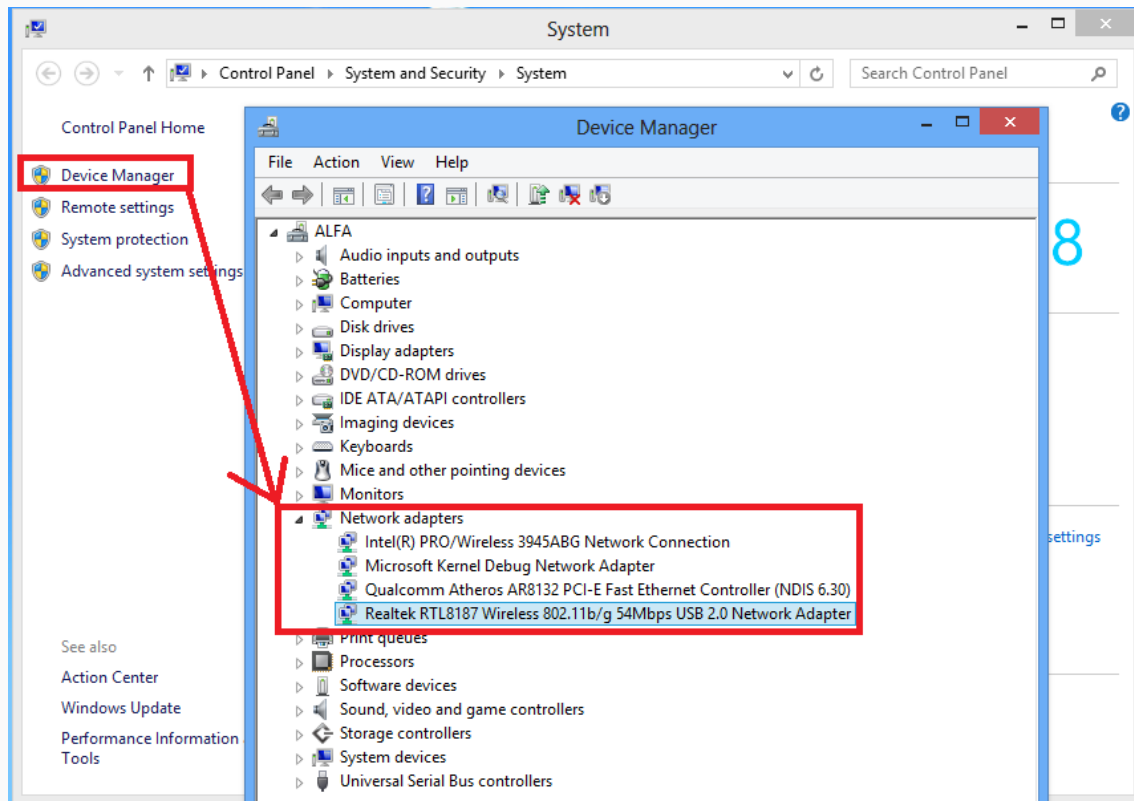 System
Control Panel System and Security System
Search Control Panel
Control Panel Home
Device Manager
Remote settings
System protection
Advanced system settings
See also
Action Center
Windows Update
Performance Information
Tools
Device Manager
File Action View Help
ALFA
Audio inputs and outputs
Batteries
Computer
Disk drives
Display adapters
DVD/CD-ROM drives
IDE ATA/ATAPI controllers
Imaging devices
Keyboards
Mice and other pointing devices
Monitors
Network adapters
Intel(R) PRO/Wireless 3945ABG Network Connection
Microsoft Kernel Debug Network Adapter
Qualcomm Atheros AR8132 PCI-E Fast Ethernet Controller (NDIS 6.30)
Realtek RTL8187 Wireless 802.11b/g 54Mbps USB 2.0 Network Adapter
Print queues
Processors
Software devices
Sound, video and game controllers
Storage controllers
System devices
Universal Serial Bus controllers
8
settings